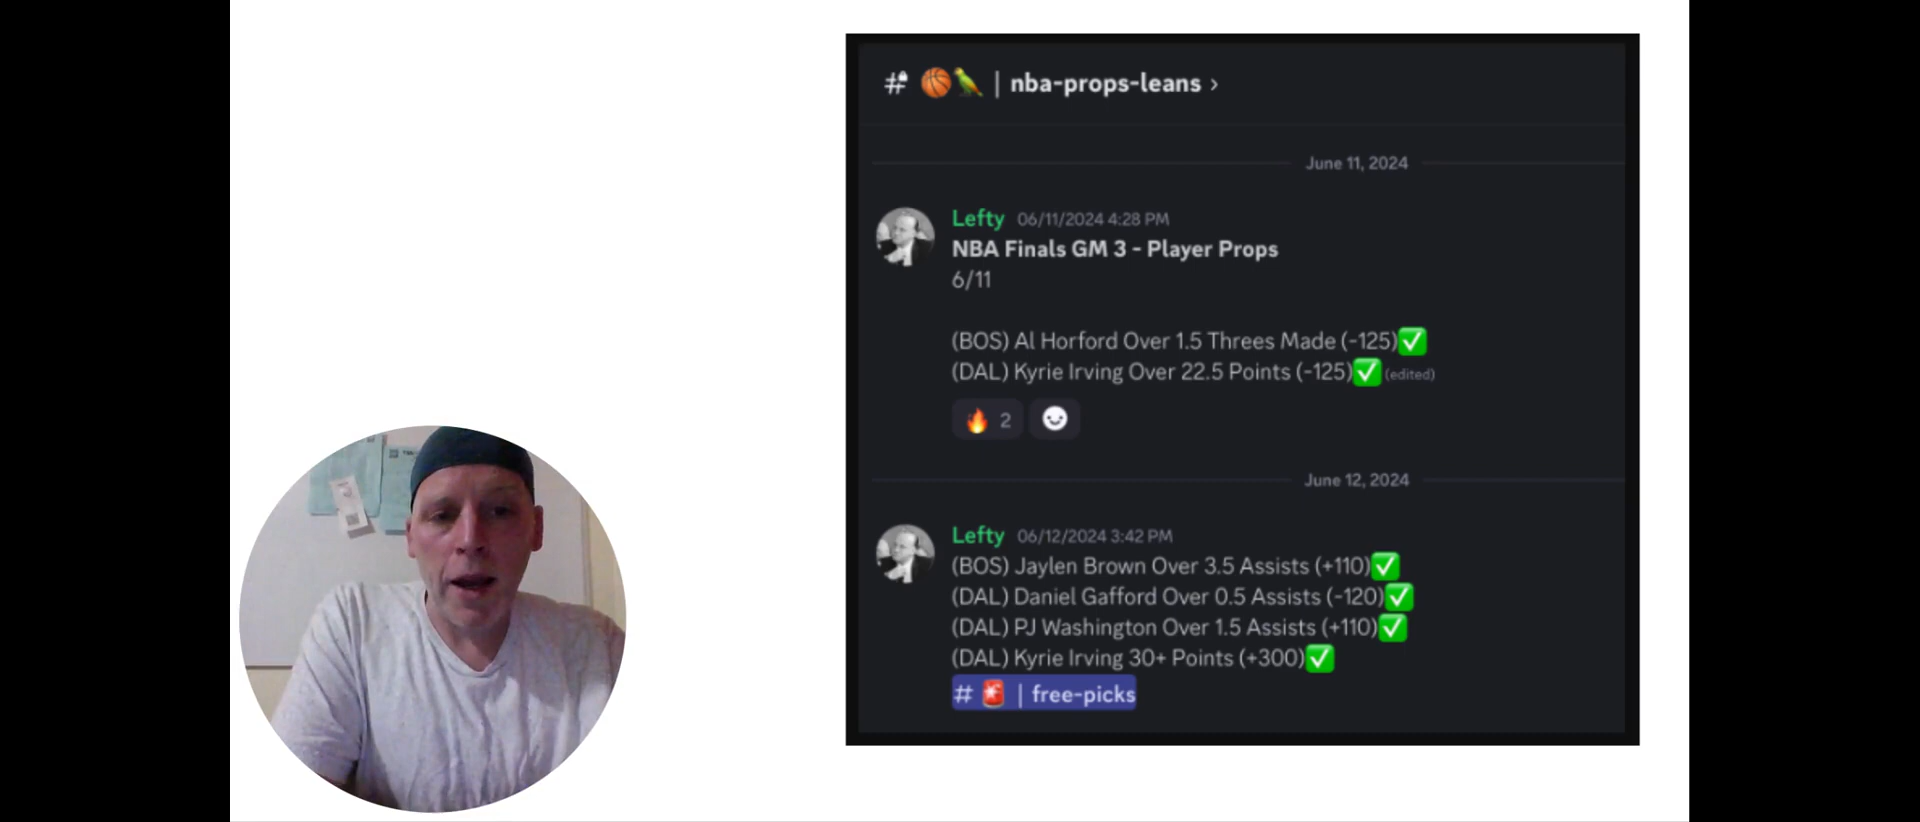 # 🏀🦜 | nba-props-leans ›
June 11, 2024
Lefty 06/11/2024 4:28 PM
NBA Finals GM 3 - Player Props
6/11
(BOS) Al Horford Over 1.5 Threes Made (-125)✅
(DAL) Kyrie Irving Over 22.5 Points (-125)✅ (edited)
🔥 2
June 12, 2024
Lefty 06/12/2024 3:42 PM
(BOS) Jaylen Brown Over 3.5 Assists (+110)✅
(DAL) Daniel Gafford Over 0.5 Assists (-120)✅
(DAL) PJ Washington Over 1.5 Assists (+110)✅
(DAL) Kyrie Irving 30+ Points (+300)✅
# 🚨 | free-picks